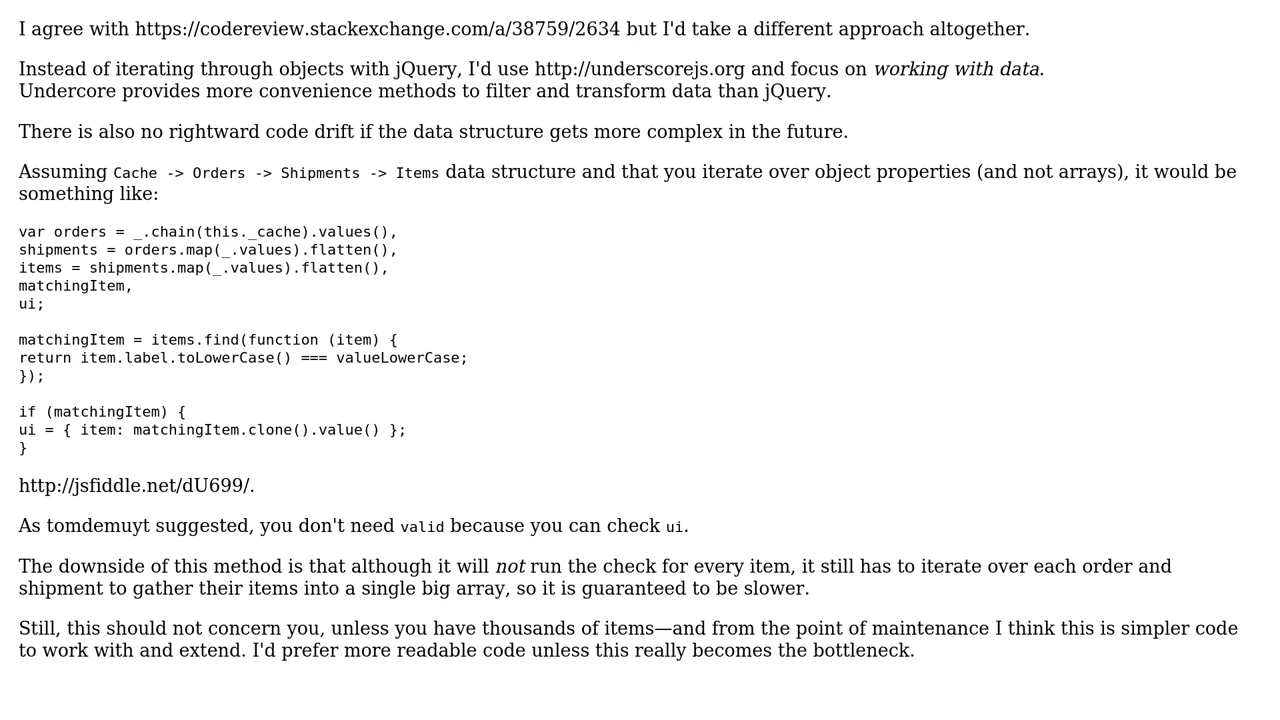 I agree with https://codereview.stackexchange.com/a/38759/2634 but I'd take a different approach altogether.
Instead of iterating through objects with jQuery, I'd use http://underscorejs.org and focus on working with data.
Undercore provides more convenience methods to filter and transform data than jQuery.
There is also no rightward code drift if the data structure gets more complex in the future.
Assuming Cache -> Orders -> Shipments -> Items data structure and that you iterate over object properties (and not arrays), it would be
something like:
var orders = _.chain(this._cache).values(),
shipments = orders.map(_.values).flatten(),
items = shipments.map(_.values).flatten(),
matchingItem,
ui;
matchingItem = items.find(function (item) {
return item.label.toLowerCase() === valueLowerCase;
});
if (matchingItem) {
ui = { item: matchingItem.clone().value() };
}
http://jsfiddle.net/dU699/.
As tomdemuyt suggested, you don't need valid because you can check ui.
The downside of this method is that although it will not run the check for every item, it still has to iterate over each order and
shipment to gather their items into a single big array, so it is guaranteed to be slower.
Still, this should not concern you, unless you have thousands of items—and from the point of maintenance I think this is simpler code
to work with and extend. I'd prefer more readable code unless this really becomes the bottleneck.